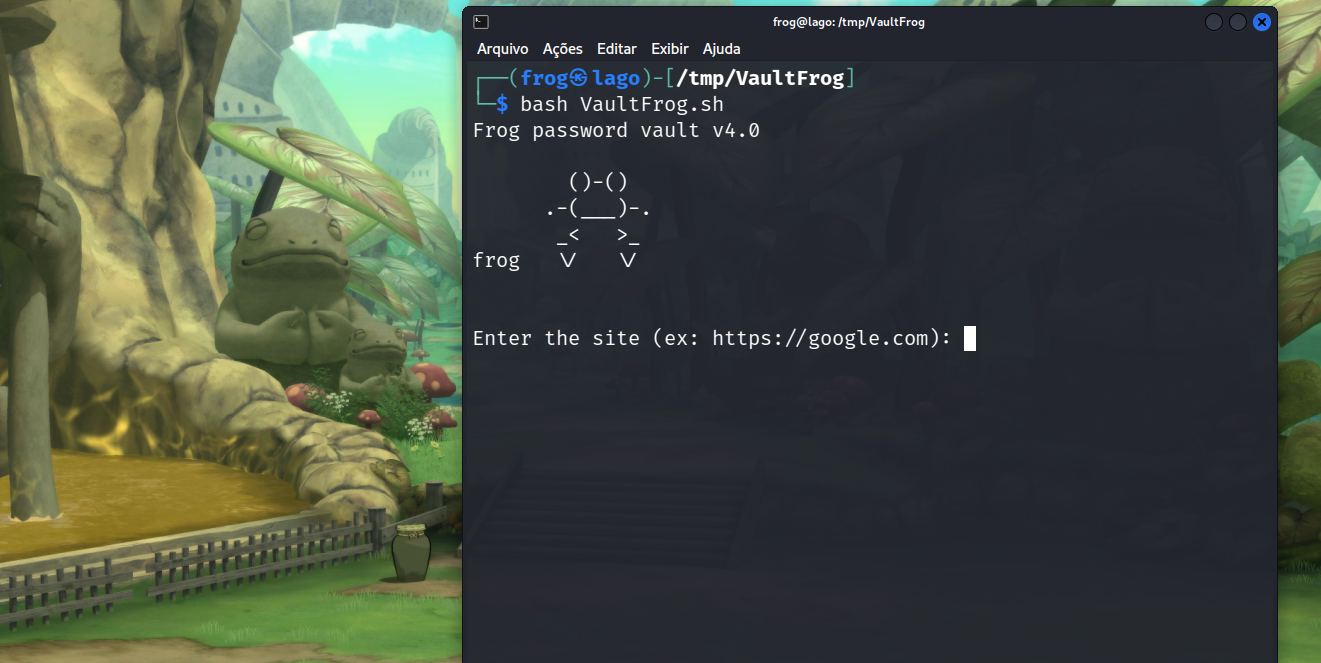 frog@lago: /tmp/VaultFrog
Arquivo Ações Editar Exibir Ajuda
┌──(frog㉿lago)-[/tmp/VaultFrog]
└─$ bash VaultFrog.sh
Frog password vault v4.0
()-()
.-(___)-.
_<   >_
frog   \/   \/
Enter the site (ex: https://google.com):